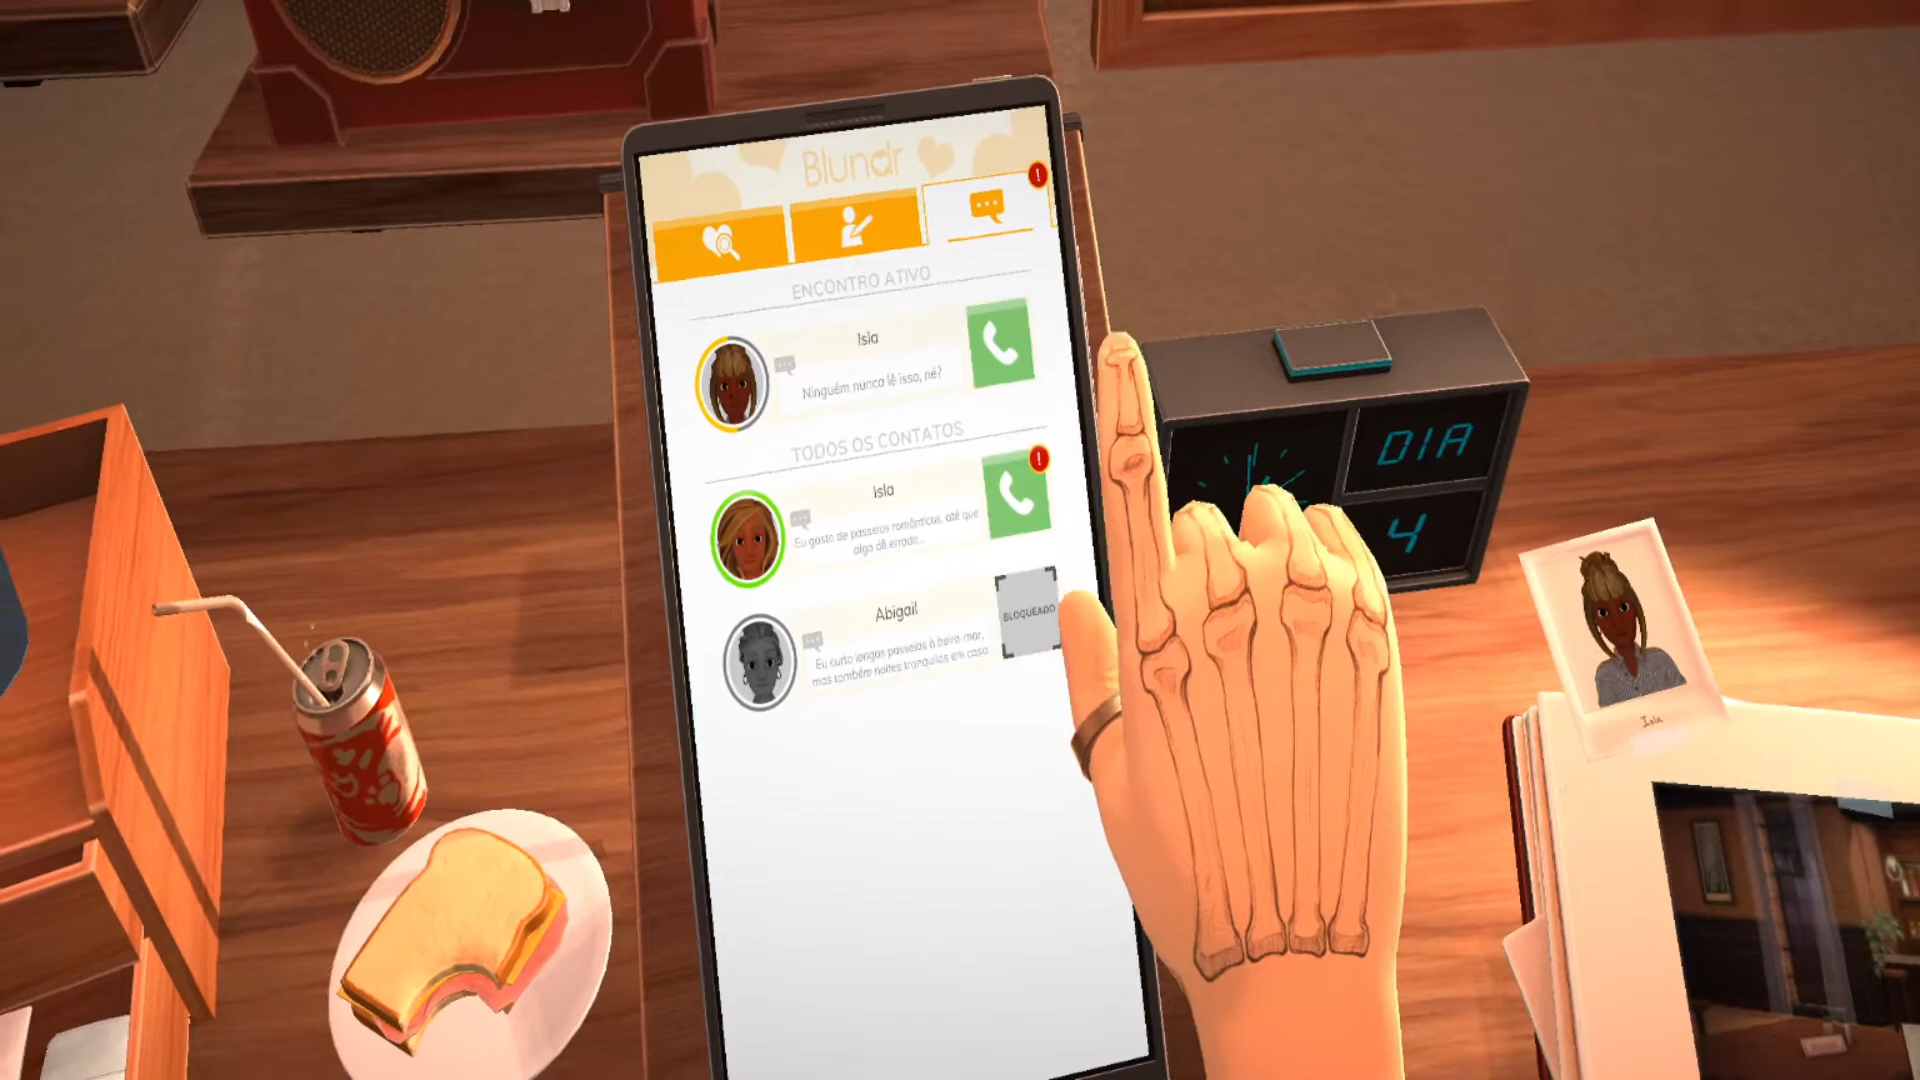 Blundr
!
ENCONTRO ATIVO
Isla
Ninguém nunca lê isso, né?
TODOS OS CONTATOS
!
Isla
Eu gosto de passeios românticos, até que
algo dê errado...
Abigail
BLOQUEADO
Eu curto longos passeios à beira-mar,
mas também noites tranquilas em casa
DIA
4
Isla